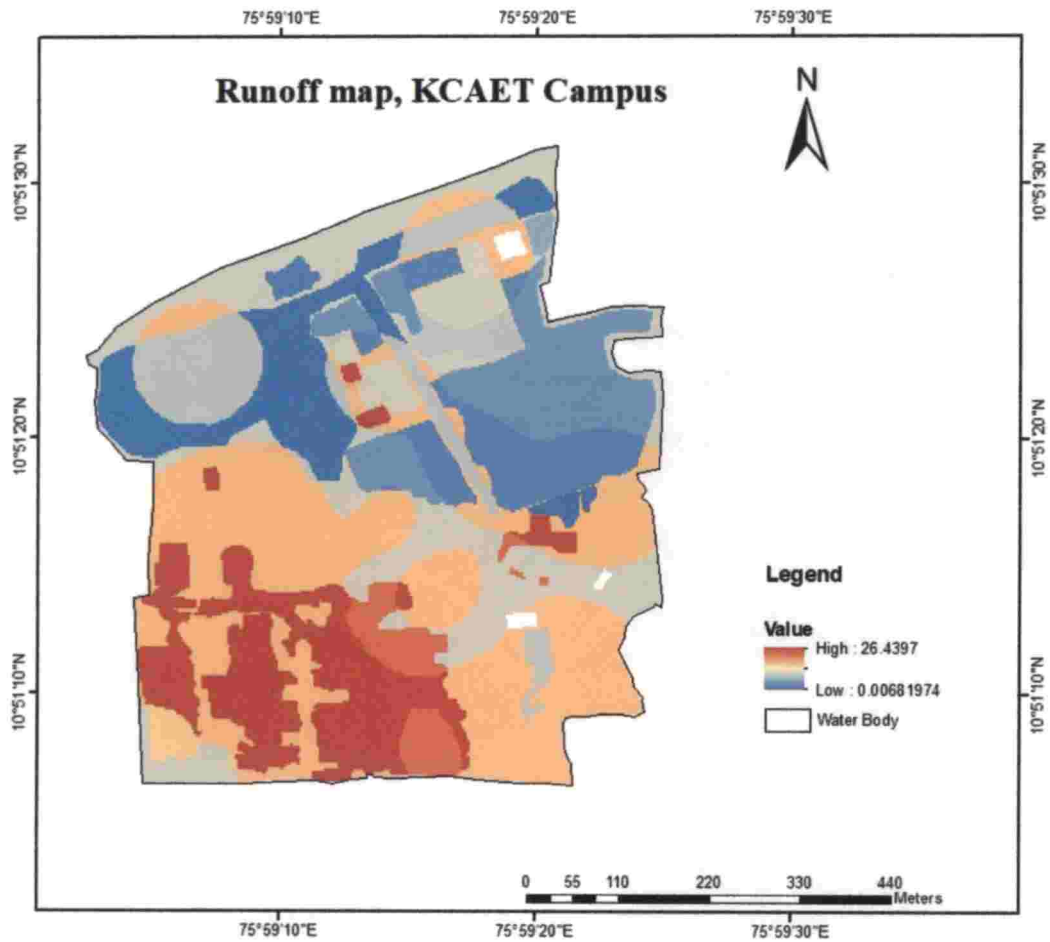 75°59'10"E 75°59'20"E 75°59'30"E
Runoff map, KCAET Campus
N
10°51'30"N 10°51'30"N
10°51'20"N 10°51'20"N
Legend
Value
High : 26.4397
Low : 0.00681974
Water Body
10°51'10"N 10°51'10"N
0 55 110 220 330 440
Meters
75°59'10"E 75°59'20"E 75°59'30"E